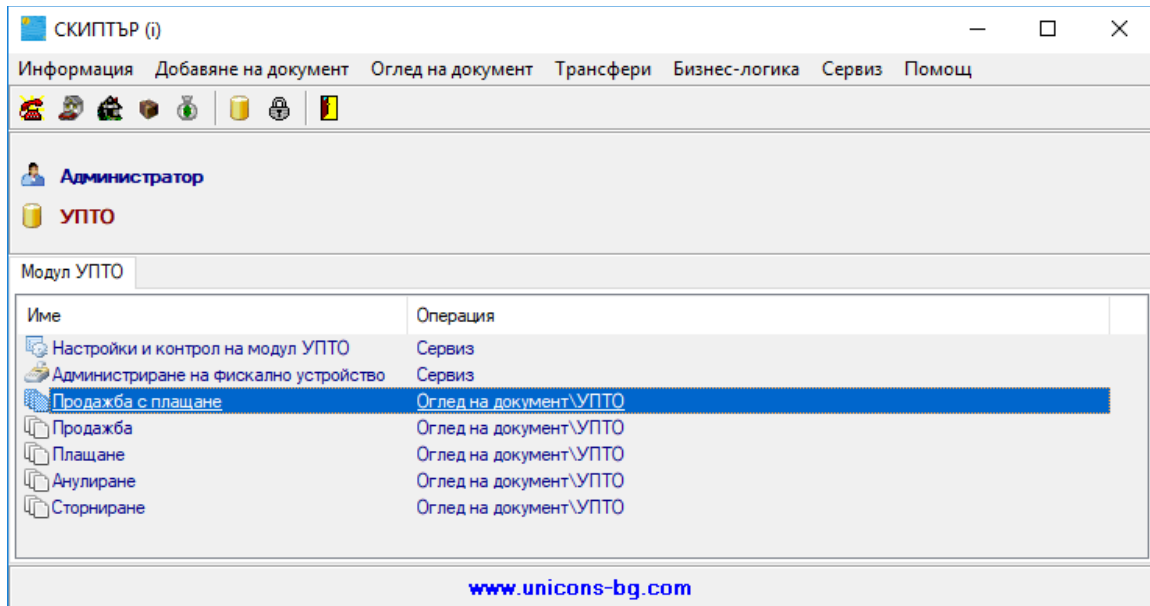 СКИПТЪР (i)
Информация Добавяне на документ Оглед на документ Трансфери Бизнес-логика Сервиз Помощ
Администратор
УПТО
Модул УПТО
Име Операция
Настройки и контрол на модул УПТО Сервиз
Администриране на фискално устройство Сервиз
Продажба с плащане Оглед на документ\УПТО
Продажба Оглед на документ\УПТО
Плащане Оглед на документ\УПТО
Анулиране Оглед на документ\УПТО
Сторниране Оглед на документ\УПТО
www.unicons-bg.com